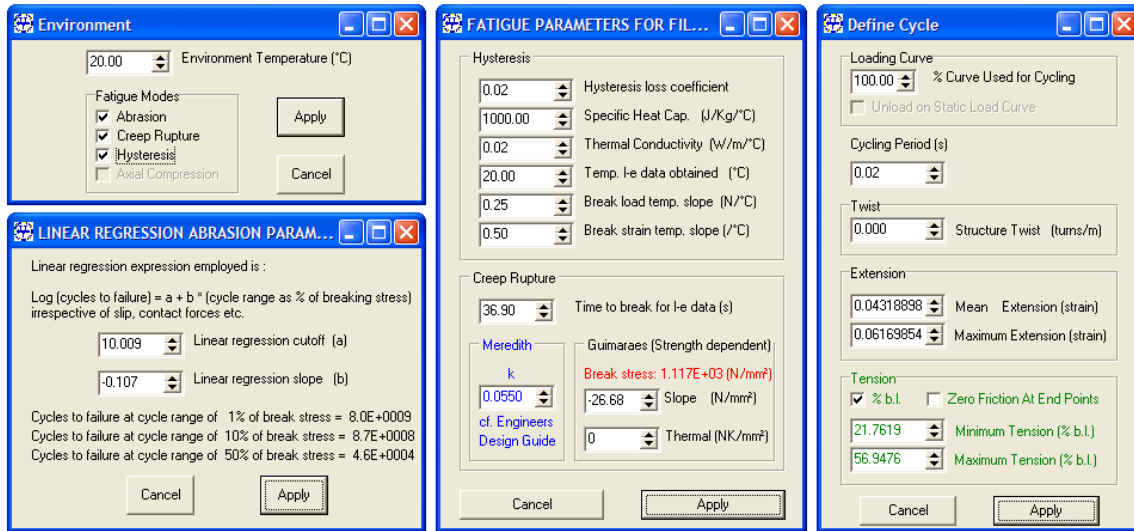 Environment
20.00 Environment Temperature (°C)
Fatigue Modes
Abrasion
Creep Rupture
Hysteresis
Axial Compression
Apply
Cancel
LINEAR REGRESSION ABRASION PARAM...
Linear regression expression employed is :
Log (cycles to failure) = a + b * (cycle range as % of breaking stress)
irrespective of slip, contact forces etc.
10.009 Linear regression cutoff (a)
-0.107 Linear regression slope (b)
Cycles to failure at cycle range of 1% of break stress = 8.0E+0009
Cycles to failure at cycle range of 10% of break stress = 8.7E+0008
Cycles to failure at cycle range of 50% of break stress = 4.6E+0004
Cancel Apply
FATIGUE PARAMETERS FOR FIL...
Hysteresis
0.02 Hysteresis loss coefficient
1000.00 Specific Heat Cap. (J/Kg/°C)
0.02 Thermal Conductivity (W/m/°C)
20.00 Temp. l-e data obtained (°C)
0.25 Break load temp. slope (N/°C)
0.50 Break strain temp. slope (/°C)
Creep Rupture
36.90 Time to break for l-e data (s)
Meredith
k
0.0550
cf. Engineers
Design Guide
Guimaraes (Strength dependent)
Break stress: 1.117E+03 (N/mm²)
-26.68 Slope (N/mm²)
0 Thermal (NK/mm²)
Cancel Apply
Define Cycle
Loading Curve
100.00 % Curve Used for Cycling
Unload on Static Load Curve
Cycling Period (s)
0.02
Twist
0.000 Structure Twist (turns/m)
Extension
0.04318898 Mean Extension (strain)
0.06169854 Maximum Extension (strain)
Tension
% b.l. Zero Friction At End Points
21.7619 Minimum Tension (% b.l.)
56.9476 Maximum Tension (% b.l.)
Cancel Apply